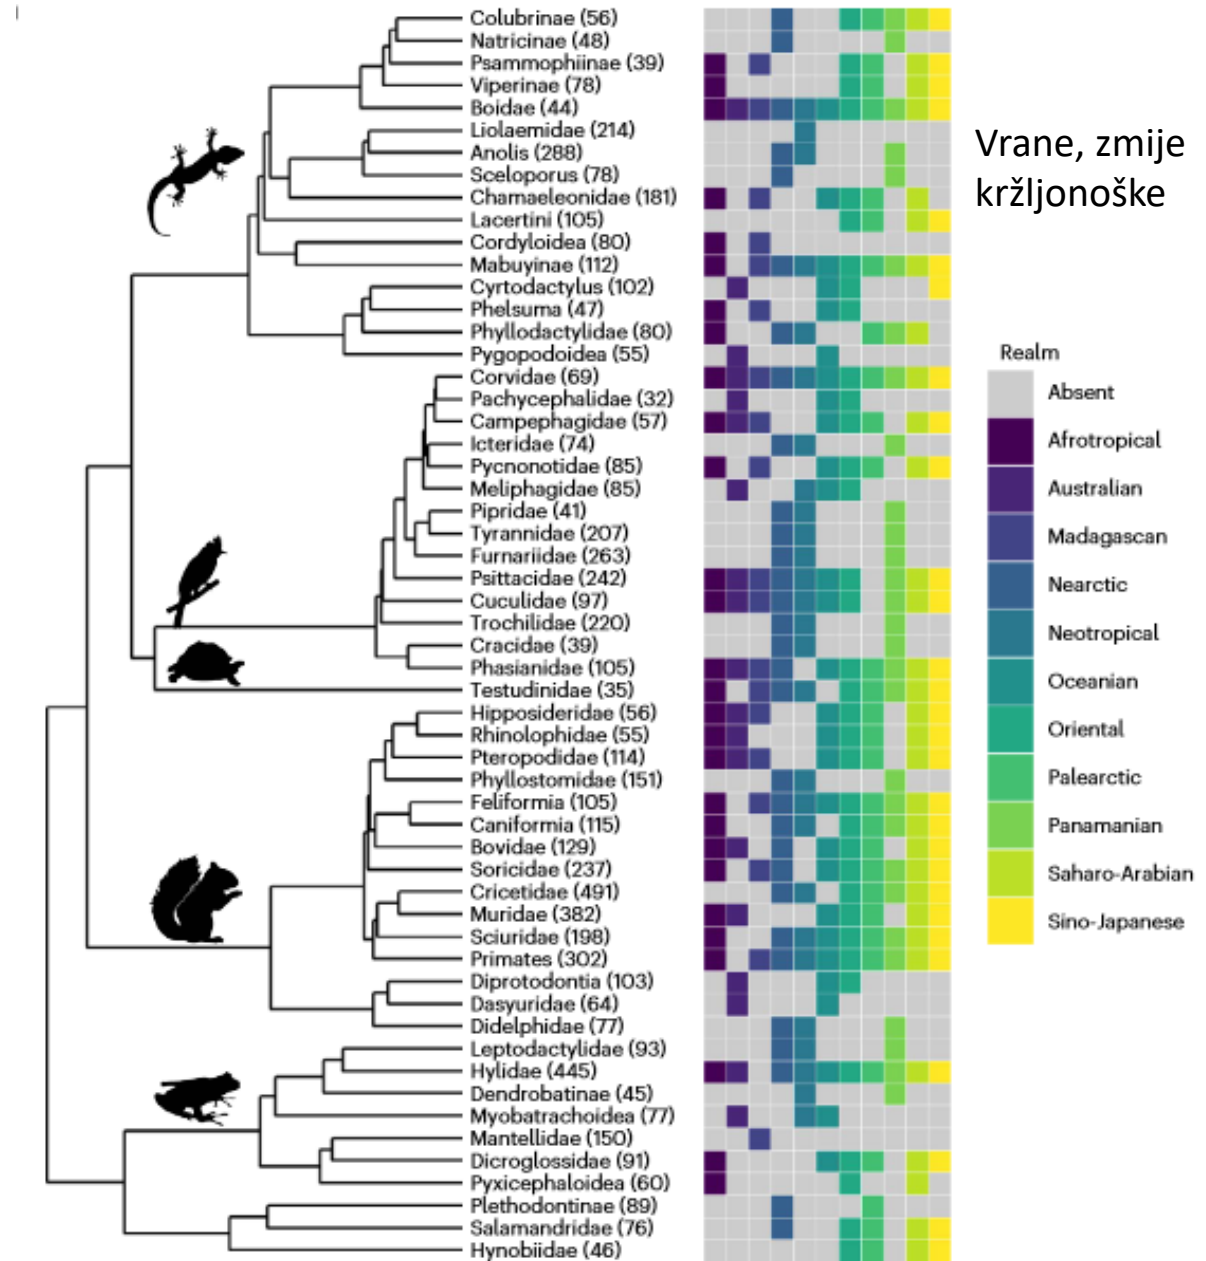 Colubrinae (56)
Natricinae (48)
Psammophiinae (39)
Viperinae (78)
Boidae (44)
Liolaemidae (214)
Anolis (288)
Sceloporus (78)
Chamaeleonidae (181)
Lacertini (105)
Cordyloidea (80)
Mabuyinae (112)
Cyrtodactylus (102)
Phelsuma (47)
Phyllodactylidae (80)
Pygopodoidea (55)
Corvidae (69)
Pachycephalidae (32)
Campephagidae (57)
Icteridae (74)
Pycnonotidae (85)
Meliphagidae (85)
Pipridae (41)
Tyrannidae (207)
Furnariidae (263)
Psittacidae (242)
Cuculidae (97)
Trochilidae (220)
Cracidae (39)
Phasianidae (105)
Testudinidae (35)
Hipposideridae (56)
Rhinolophidae (55)
Pteropodidae (114)
Phyllostomidae (151)
Feliformia (105)
Caniformia (115)
Bovidae (129)
Soricidae (237)
Cricetidae (491)
Muridae (382)
Sciuridae (198)
Primates (302)
Diprotodontia (103)
Dasyuridae (64)
Didelphidae (77)
Leptodactylidae (93)
Hylidae (445)
Dendrobatinae (45)
Myobatrachoidea (77)
Mantellidae (150)
Dicroglossidae (91)
Pyxicephaloidea (60)
Plethodontinae (89)
Salamandridae (76)
Hynobiidae (46)
Vrane, zmije
kržljonoške
Realm
Absent
Afrotropical
Australian
Madagascan
Nearctic
Neotropical
Oceanian
Oriental
Palearctic
Panamanian
Saharo-Arabian
Sino-Japanese